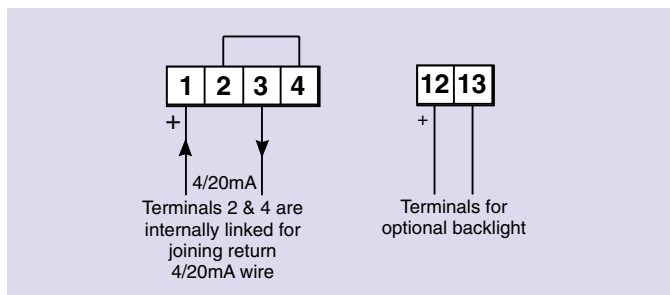 1 2 3 4
12 13
+
+
4/20mA
Terminals 2 & 4 are
internally linked for
joining return
4/20mA wire
Terminals for
optional backlight